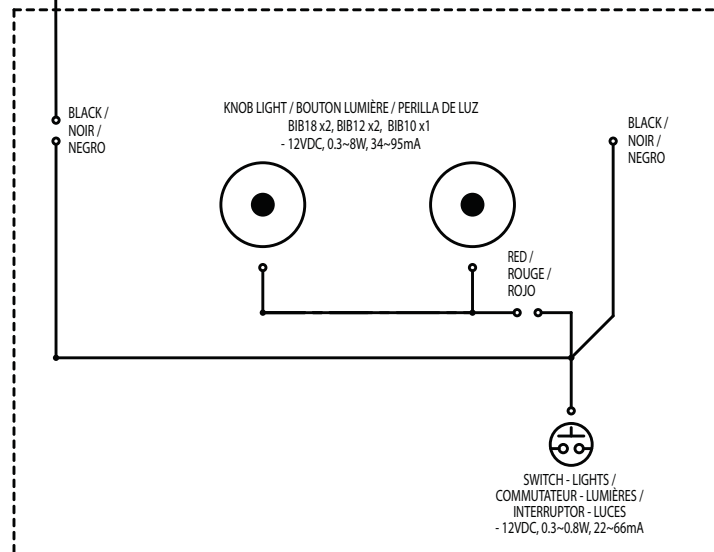 BLACK /
NOIR /
NEGRO
KNOB LIGHT / BOUTON LUMIÈRE / PERILLA DE LUZ
BIB18 x2, BIB12 x2, BIB10 x1
- 12VDC, 0.3~8W, 34~95mA
BLACK /
NOIR /
NEGRO
RED /
ROUGE /
ROJO
SWITCH - LIGHTS /
COMMUTATEUR - LUMIÈRES /
INTERRUPTOR - LUCES
- 12VDC, 0.3~0.8W, 22~66mA